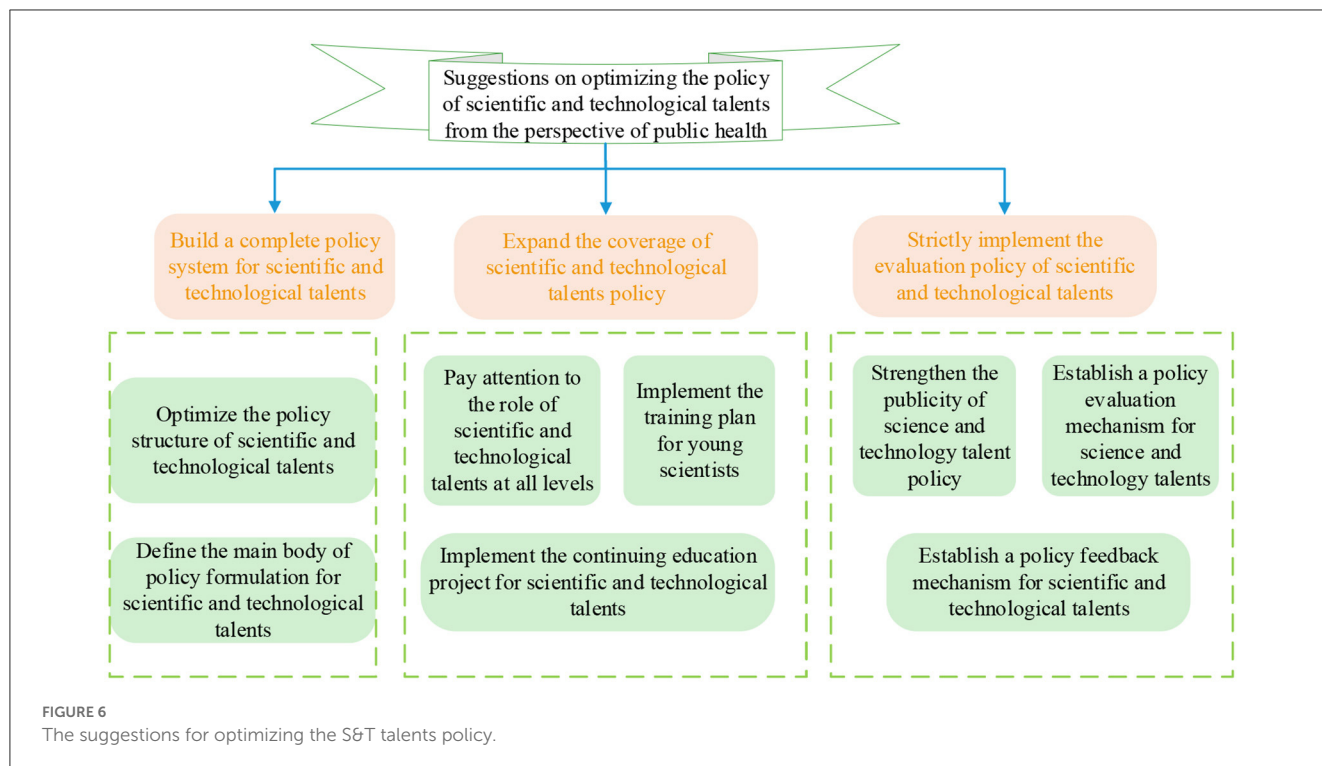 Suggestions on optimizing the policy
of scientific and technological talents
from the perspective of public health
Build a complete policy
system for scientific and
technological talents
Expand the coverage of
scientific and technological
talents policy
Strictly implement the
evaluation policy of scientific
and technological talents
Optimize the policy
structure of scientific and
technological talents
Define the main body of
policy formulation for
scientific and technological
talents
Pay attention to
the role of
scientific and
technological
talents at all levels
Implement the
training plan
for young
scientists
Implement the continuing education
project for scientific and technological
talents
Strengthen the
publicity of
science and
technology talent
policy
Establish a policy
evaluation
mechanism for
science and
technology talents
Establish a policy feedback
mechanism for scientific and
technological talents
FIGURE 6
The suggestions for optimizing the S&T talents policy.